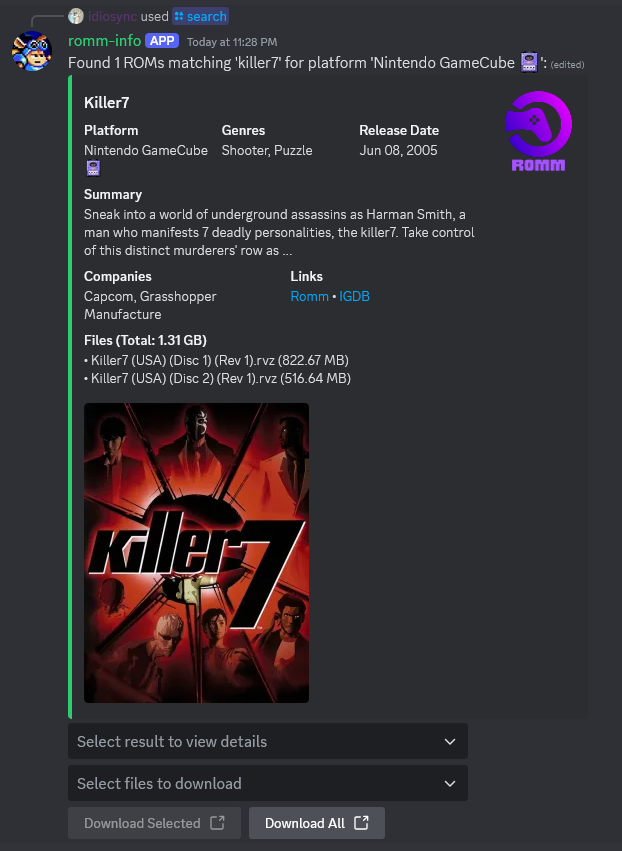 idiosync used search
romm-info APP Today at 11:28 PM
Found 1 ROMs matching 'killer7' for platform 'Nintendo GameCube ': (edited)
Killer7
Platform Genres Release Date
Nintendo GameCube Shooter, Puzzle Jun 08, 2005
ROMM
Summary
Sneak into a world of underground assassins as Harman Smith, a
man who manifests 7 deadly personalities, the killer7. Take control
of this distinct murderers' row as ...
Companies Links
Capcom, Grasshopper Romm • IGDB
Manufacture
Files (Total: 1.31 GB)
• Killer7 (USA) (Disc 1) (Rev 1).rvz (822.67 MB)
• Killer7 (USA) (Disc 2) (Rev 1).rvz (516.64 MB)
killer7
Select result to view details
Select files to download
Download Selected Download All